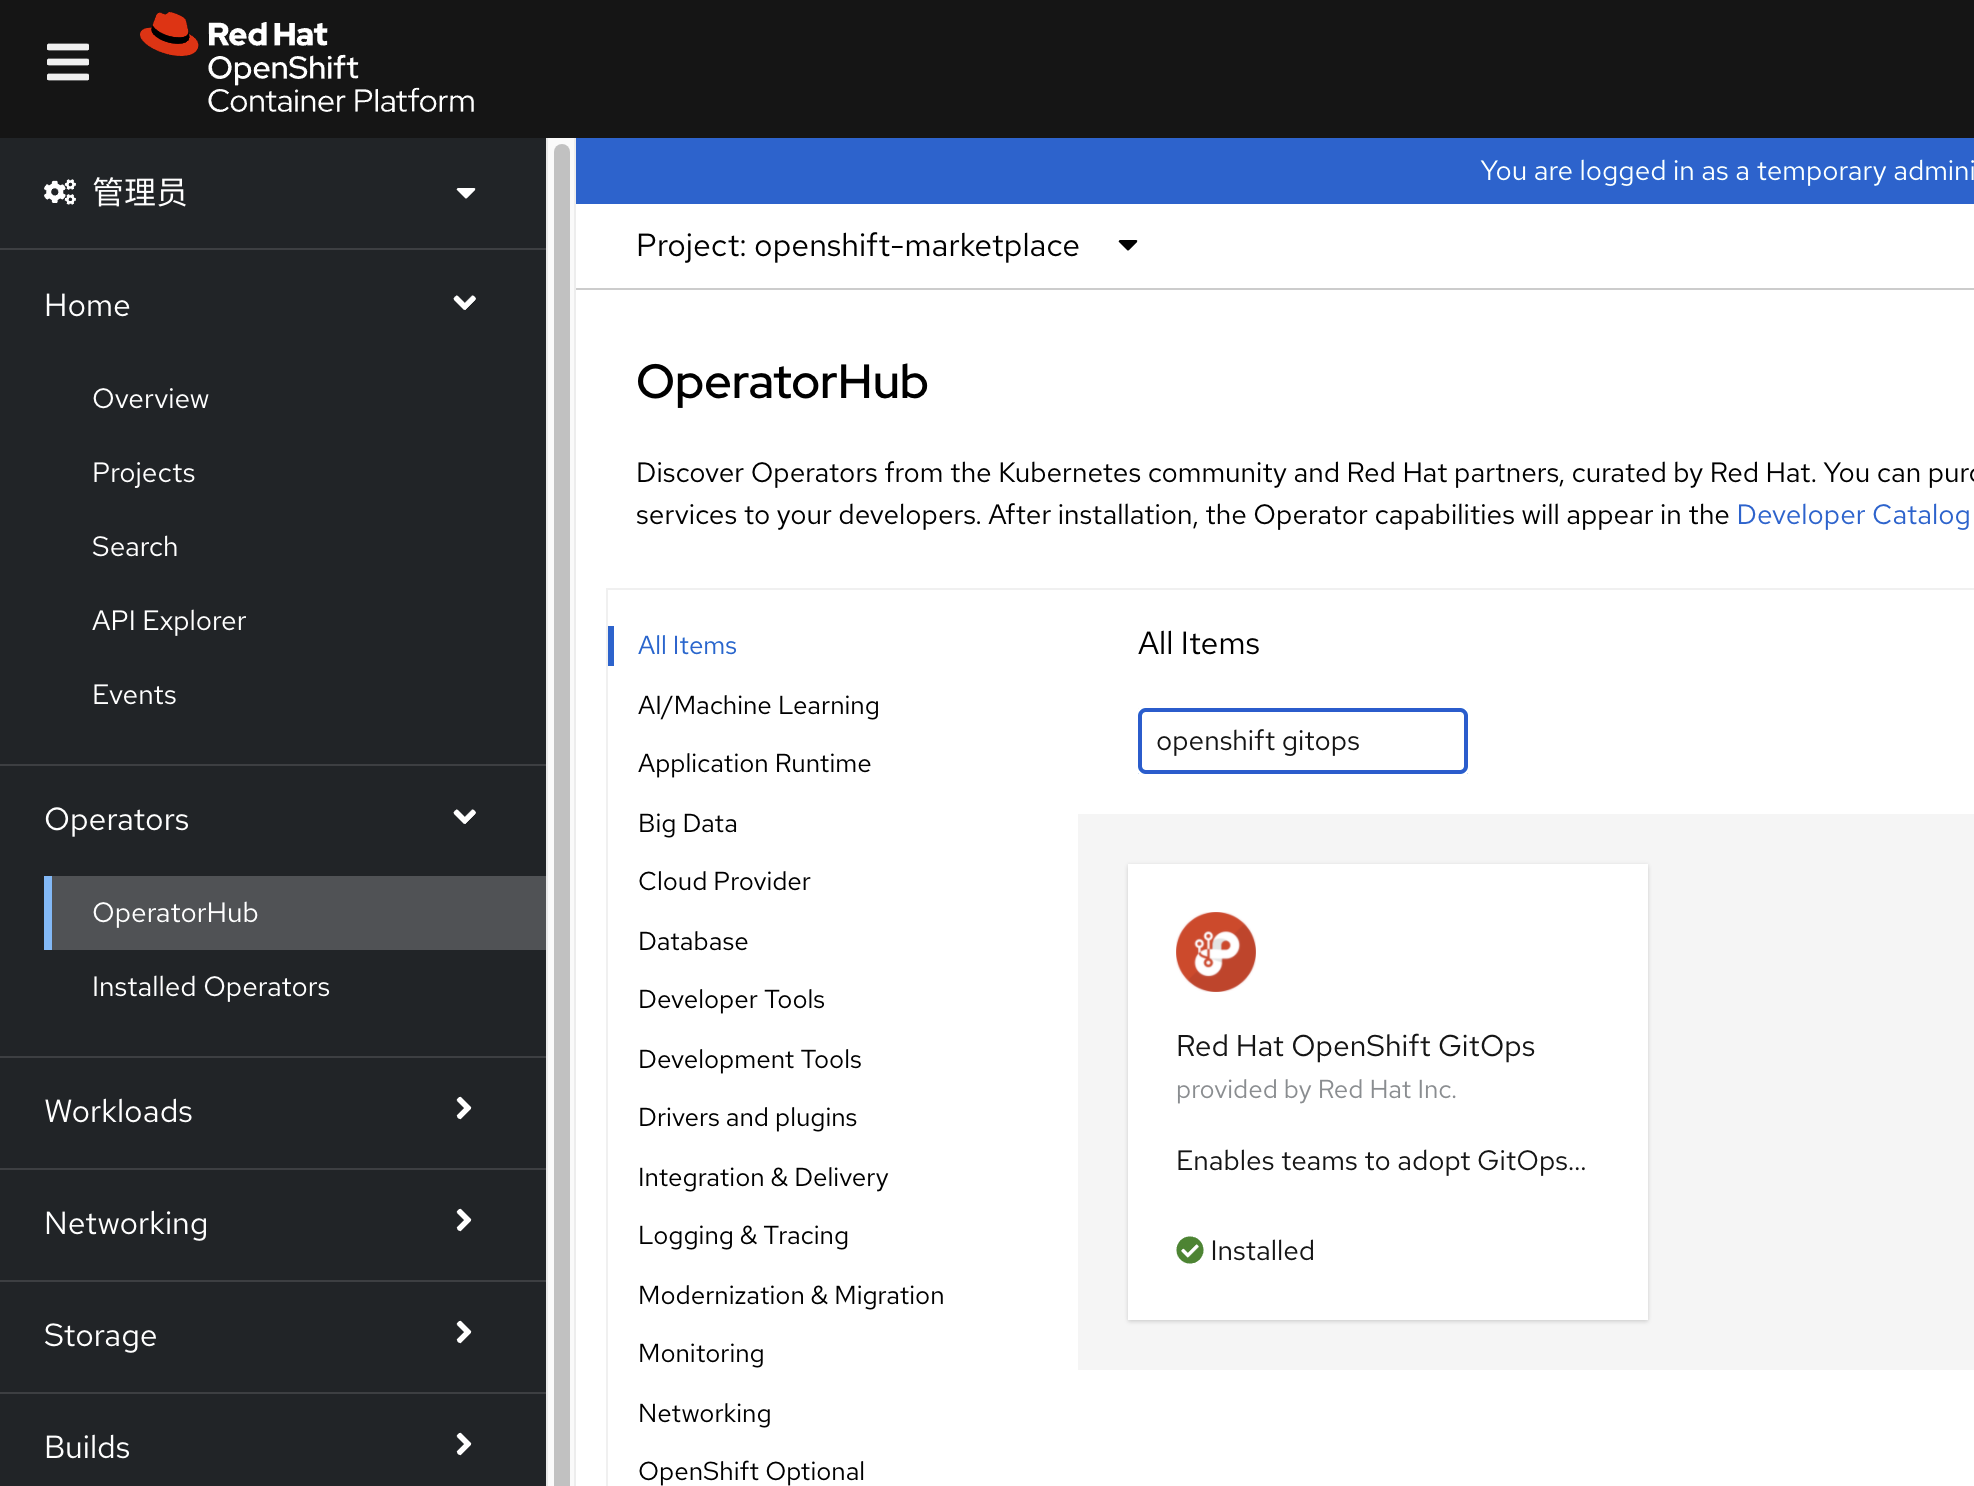 Red Hat
OpenShift
Container Platform
管理员
Home
Overview
Projects
Search
API Explorer
Events
Operators
OperatorHub
Installed Operators
Workloads
Networking
Storage
Builds
You are logged in as a temporary admini
Project: openshift-marketplace
OperatorHub
Discover Operators from the Kubernetes community and Red Hat partners, curated by Red Hat. You can purc
services to your developers. After installation, the Operator capabilities will appear in the Developer Catalog
All Items
AI/Machine Learning
Application Runtime
Big Data
Cloud Provider
Database
Developer Tools
Development Tools
Drivers and plugins
Integration & Delivery
Logging & Tracing
Modernization & Migration
Monitoring
Networking
OpenShift Optional
All Items
openshift gitops
Red Hat OpenShift GitOps
provided by Red Hat Inc.
Enables teams to adopt GitOps...
Installed